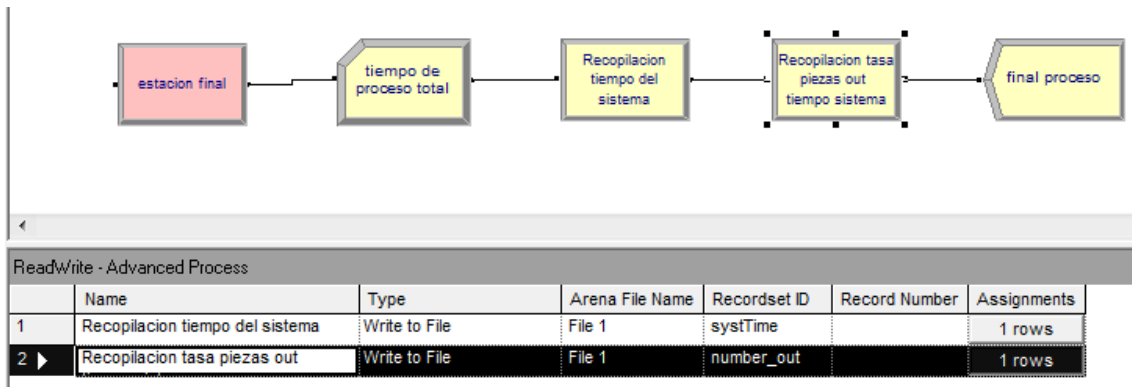 estacion final
tiempo de
proceso total
Recopilacion
tiempo del
sistema
Recopilacion tasa
piezas out
tiempo sistema
final proceso
ReadWrite - Advanced Process
Name Type Arena File Name Recordset ID Record Number Assignments
1 Recopilacion tiempo del sistema Write to File File 1 systTime 1 rows
2 Recopilacion tasa piezas out Write to File File 1 number_out 1 rows